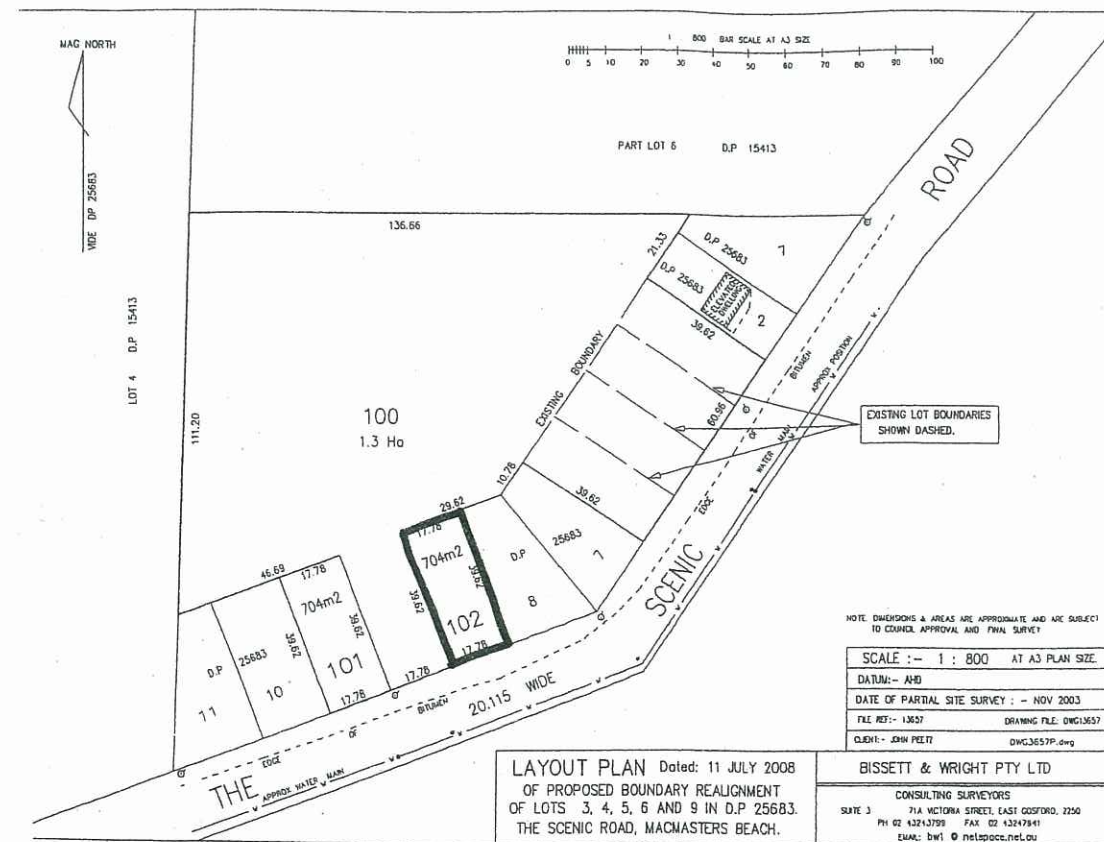 MAG NORTH
VIDE DP 25683
1 800 BAR SCALE AT A3 SIZE
0 5 10 20 30 40 50 60 70 80 90 100
PART LOT 6 D.P 15413
ROAD
136.66
LOT 4 D.P 15413
111.20
21.33
D.P 25683
7
D.P 25683
ELEVATED
DWELLING
2
39.62
EXISTING BOUNDARY
60.96
BITUMEN
APPROX POSITION
WATER MAIN
EDGE OF
EXISTING LOT BOUNDARIES
SHOWN DASHED.
100
1.3 Ha
10.78
39.62
29.62
17.78
704m2
39.62
39.62
102
17.78
D.P 25683
7
8
SCENIC
46.69
17.78
704m2
39.62
39.62
101
17.78
17.78
D.P 25683
10
11
EDGE OF BITUMEN
20.115 WIDE
THE
APPROX WATER MAIN
NOTE DIMENSIONS & AREAS ARE APPROXIMATE AND ARE SUBJECT
TO COUNCIL APPROVAL AND FINAL SURVEY
SCALE :- 1 : 800 AT A3 PLAN SIZE.
DATUM:- AHD
DATE OF PARTIAL SITE SURVEY : - NOV 2003
FILE REF:- 13657 DRAWING FILE: DWG13657
CLIENT:- JOHN PEETZ DWG3657P.dwg
LAYOUT PLAN Dated: 11 JULY 2008
OF PROPOSED BOUNDARY REALIGNMENT
OF LOTS 3, 4, 5, 6 AND 9 IN D.P 25683.
THE SCENIC ROAD, MACMASTERS BEACH.
BISSETT & WRIGHT PTY LTD
CONSULTING SURVEYORS
SUITE 3 71A VICTORIA STREET, EAST GOSFORD, 2250
PH 02 43243799 FAX 02 43247841
EMAIL: bw1 @ netspace.net.au